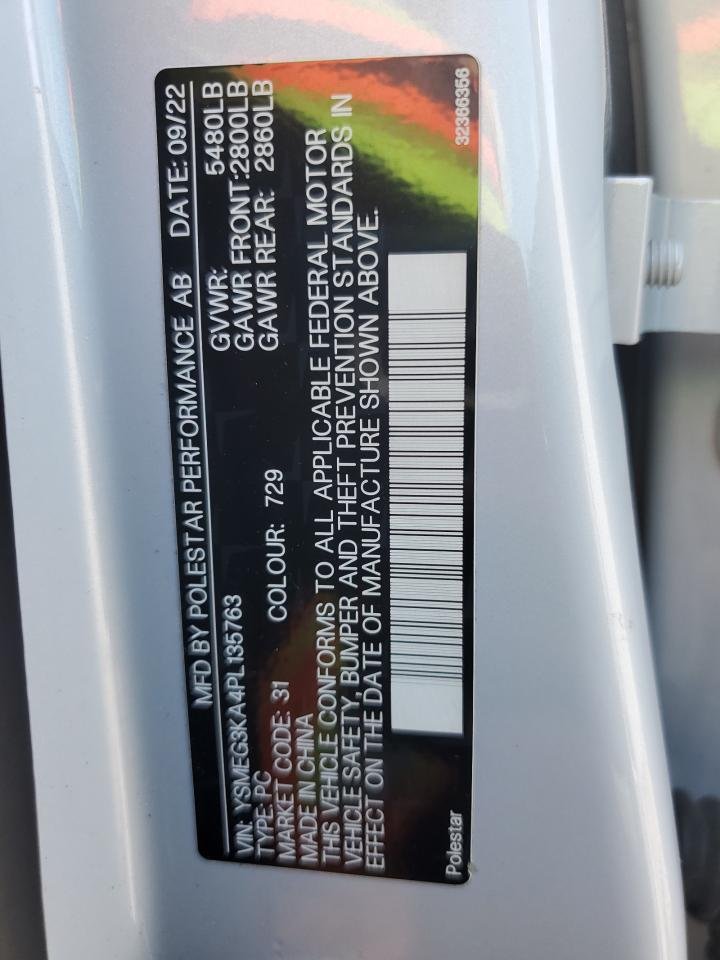 MFD BY POLESTAR PERFORMANCE AB DATE: 09/22
VIN: YSMEG3KA4PL135763 GVWR: 5480LB
TYPE: PC GAWR FRONT:2800LB
MARKET CODE: 31 COLOUR: 729 GAWR REAR: 2860LB
MADE IN CHINA
THIS VEHICLE CONFORMS TO ALL APPLICABLE FEDERAL MOTOR
VEHICLE SAFETY, BUMPER AND THEFT PREVENTION STANDARDS IN
EFFECT ON THE DATE OF MANUFACTURE SHOWN ABOVE.
Polestar 32366356